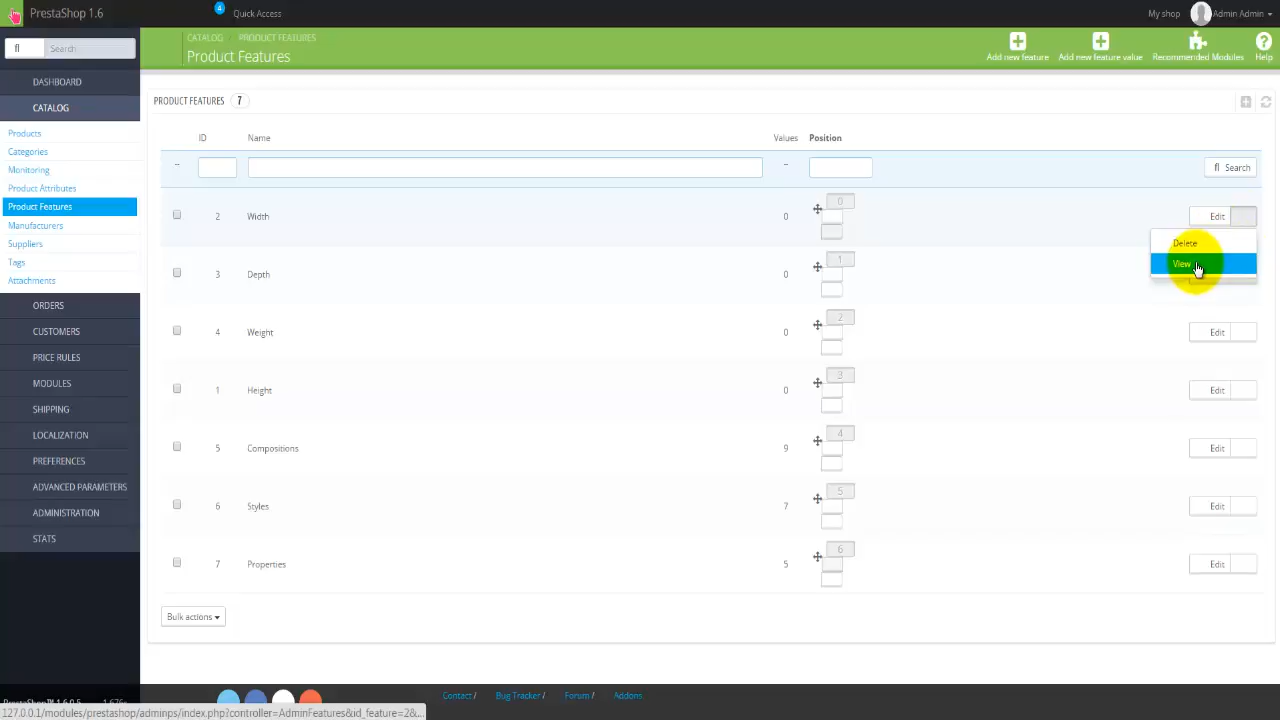 PrestaShop 1.6
4
Quick Access
My shop
Admin Admin
Search
CATALOG / PRODUCT FEATURES
Product Features
Add new feature
Add new feature value
Recommended Modules
Help
DASHBOARD
CATALOG
Products
Categories
Monitoring
Product Attributes
Product Features
Manufacturers
Suppliers
Tags
Attachments
ORDERS
CUSTOMERS
PRICE RULES
MODULES
SHIPPING
LOCALIZATION
PREFERENCES
ADVANCED PARAMETERS
ADMINISTRATION
STATS
PRODUCT FEATURES 7
ID Name Values Position
-- -- Search
2 Width 0 0 Edit
Delete
View
3 Depth 0 1
4 Weight 0 2 Edit
1 Height 0 3 Edit
5 Compositions 9 4 Edit
6 Styles 7 5 Edit
7 Properties 5 6 Edit
Bulk actions
Contact / Bug Tracker / Forum / Addons
127.0.0.1/modules/prestashop/adminps/index.php?controller=AdminFeatures&id_feature=2&...